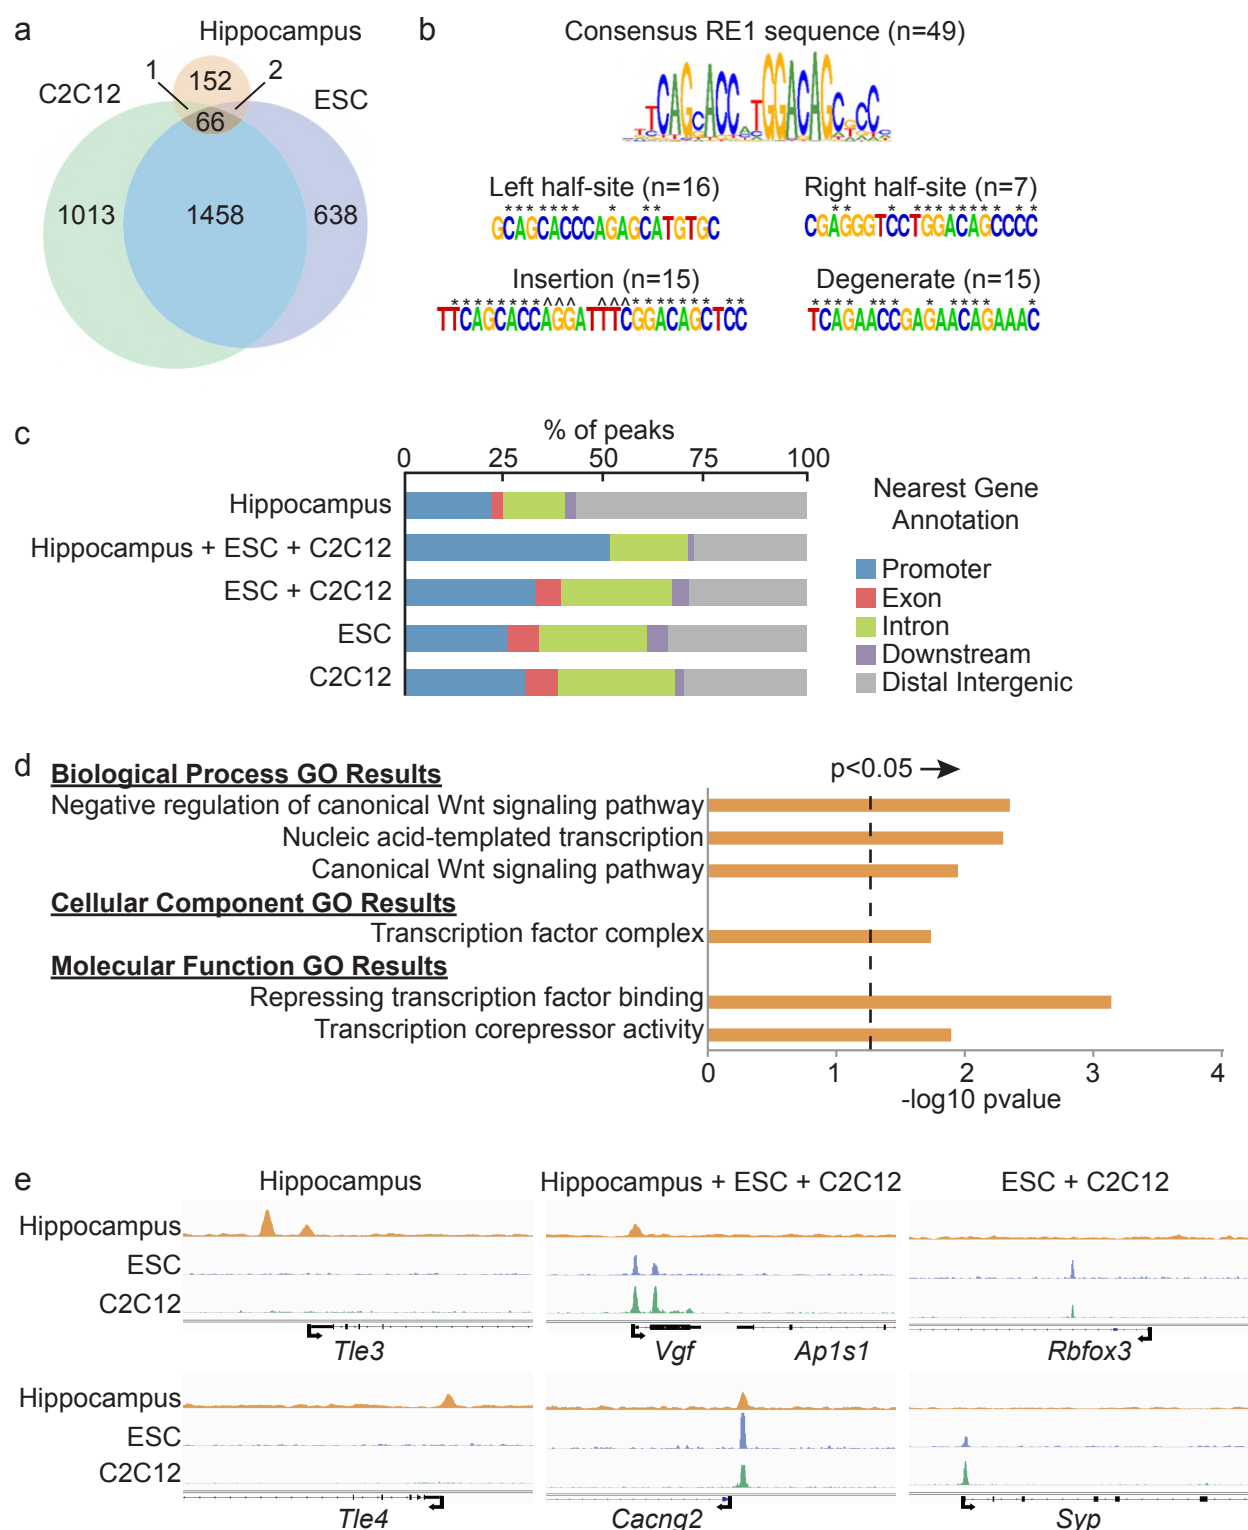 a
Hippocampus
1
152
2
C2C12
ESC
66
1013
1458
638
b
Consensus RE1 sequence (n=49)
TCAGCACCATGGACAGCGCC
Left half-site (n=16)
******* * **
GCAGCACCCAGAGCATGTGC
Right half-site (n=7)
** * ******** *
CGAGGGTCCTGGACAGCCCC
Insertion (n=15)
********^^^ ^^^******* **
TTCAGCACCAGGATTTCGGACAGCTCC
Degenerate (n=15)
**** *** * **** *
TCAGAACCGAGAACAGAAAC
c
% of peaks
0 25 50 75 100
Hippocampus
Hippocampus + ESC + C2C12
ESC + C2C12
ESC
C2C12
Nearest Gene
Annotation
Promoter
Exon
Intron
Downstream
Distal Intergenic
d
Biological Process GO Results
p<0.05
Negative regulation of canonical Wnt signaling pathway
Nucleic acid-templated transcription
Canonical Wnt signaling pathway
Cellular Component GO Results
Transcription factor complex
Molecular Function GO Results
Repressing transcription factor binding
Transcription corepressor activity
0 1 2 3 4
-log10 pvalue
e
Hippocampus
Hippocampus + ESC + C2C12
ESC + C2C12
Hippocampus
ESC
C2C12
Tle3
Vgf
Ap1s1
Rbfox3
Hippocampus
ESC
C2C12
Tle4
Cacng2
Syp